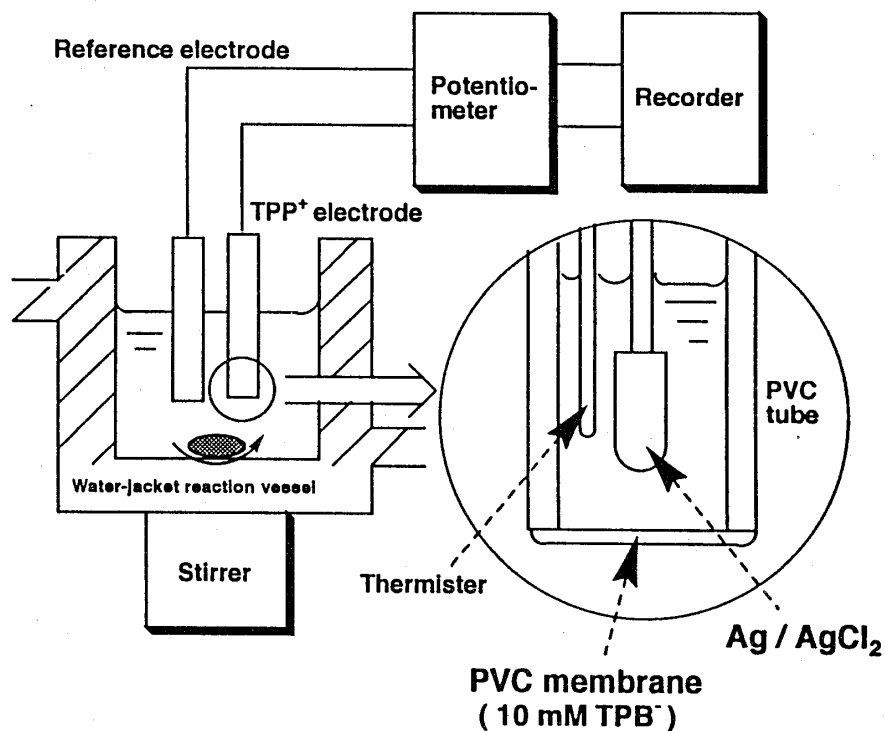 Reference electrode
Potentio-
meter
Recorder
TPP⁺ electrode
PVC
tube
Water-jacket reaction vessel
Stirrer
Thermister
Ag / AgCl₂
PVC membrane
( 10 mM TPB⁻)